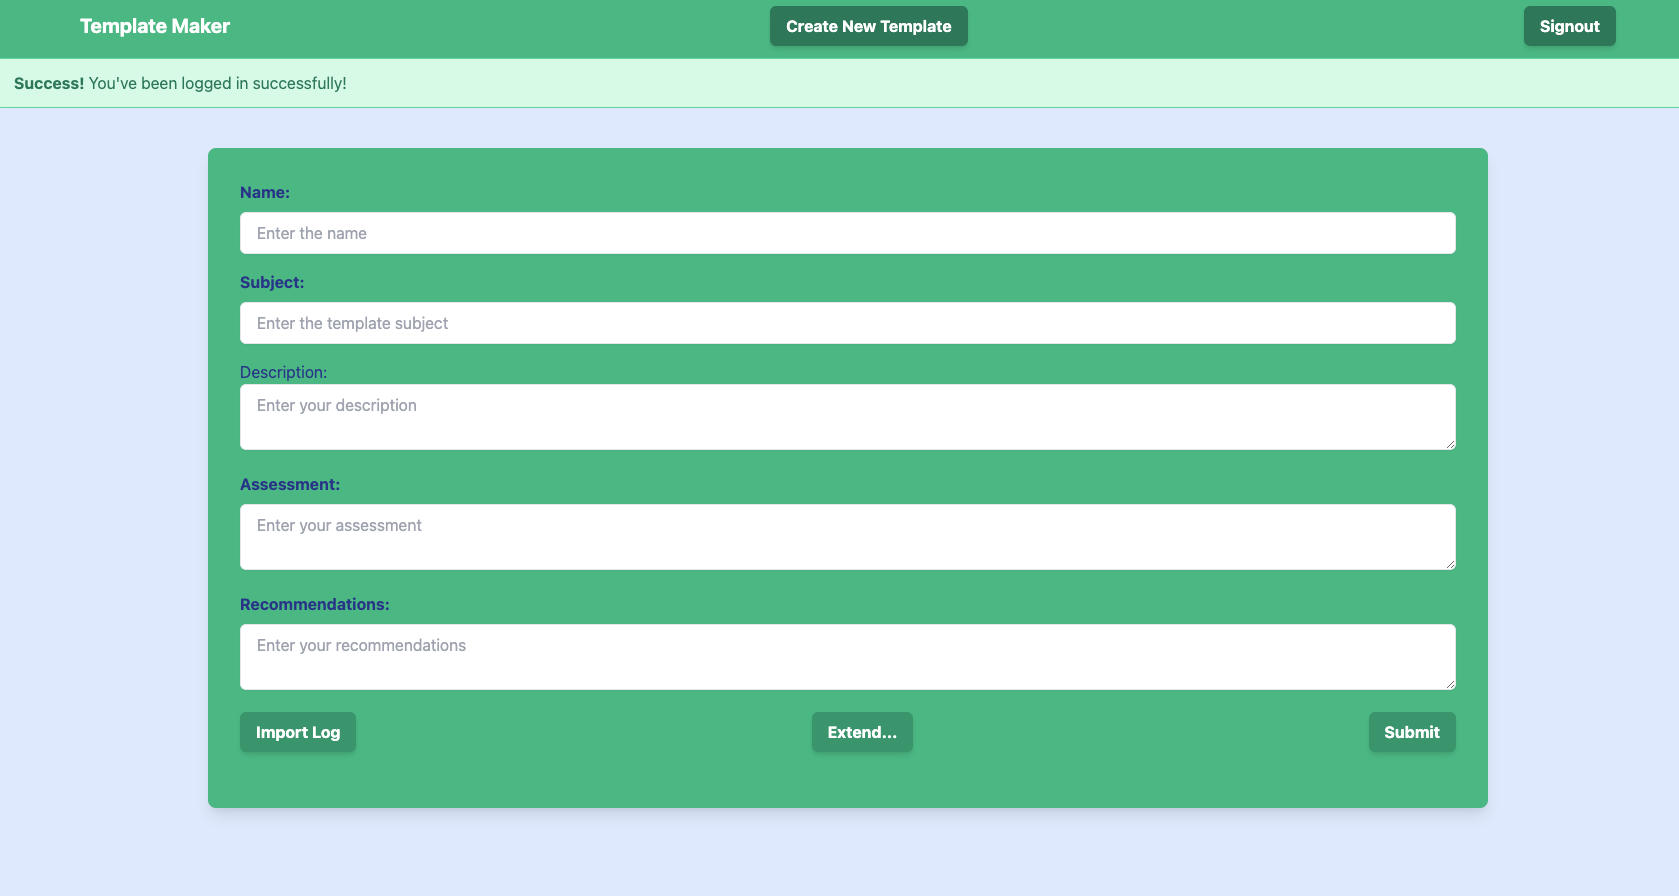 Template Maker
Create New Template
Signout
Success! You've been logged in successfully!
Name:
Enter the name
Subject:
Enter the template subject
Description:
Enter your description
Assessment:
Enter your assessment
Recommendations:
Enter your recommendations
Import Log
Extend...
Submit